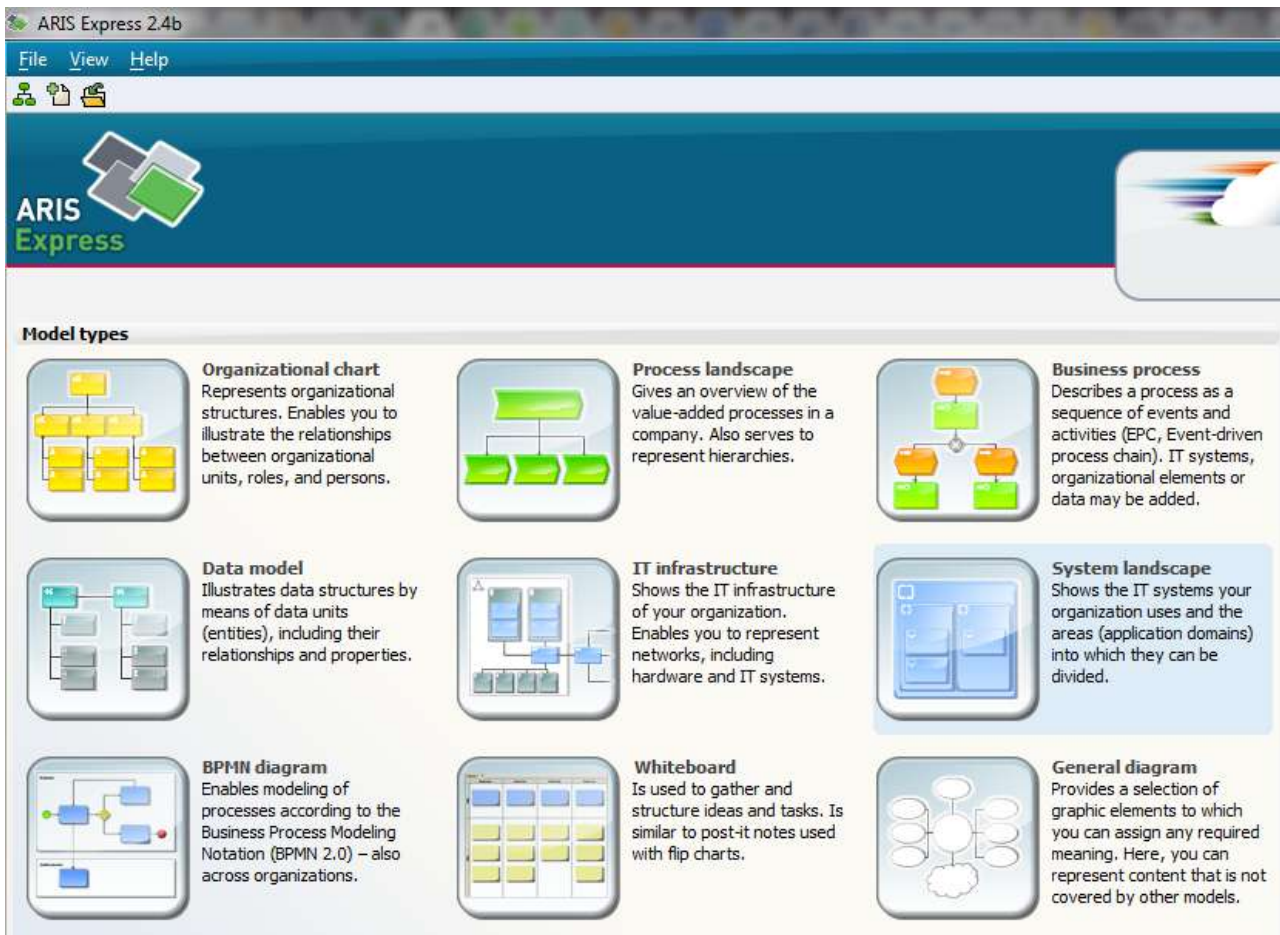 ARIS Express 2.4b
File View Help
ARIS
Express
Model types
Organizational chart
Represents organizational
structures. Enables you to
illustrate the relationships
between organizational
units, roles, and persons.
Process landscape
Gives an overview of the
value-added processes in a
company. Also serves to
represent hierarchies.
Business process
Describes a process as a
sequence of events and
activities (EPC, Event-driven
process chain). IT systems,
organizational elements or
data may be added.
Data model
Illustrates data structures by
means of data units
(entities), including their
relationships and properties.
IT infrastructure
Shows the IT infrastructure
of your organization.
Enables you to represent
networks, including
hardware and IT systems.
System landscape
Shows the IT systems your
organization uses and the
areas (application domains)
into which they can be
divided.
BPMN diagram
Enables modeling of
processes according to the
Business Process Modeling
Notation (BPMN 2.0) – also
across organizations.
Whiteboard
Is used to gather and
structure ideas and tasks. Is
similar to post-it notes used
with flip charts.
General diagram
Provides a selection of
graphic elements to which
you can assign any required
meaning. Here, you can
represent content that is not
covered by other models.